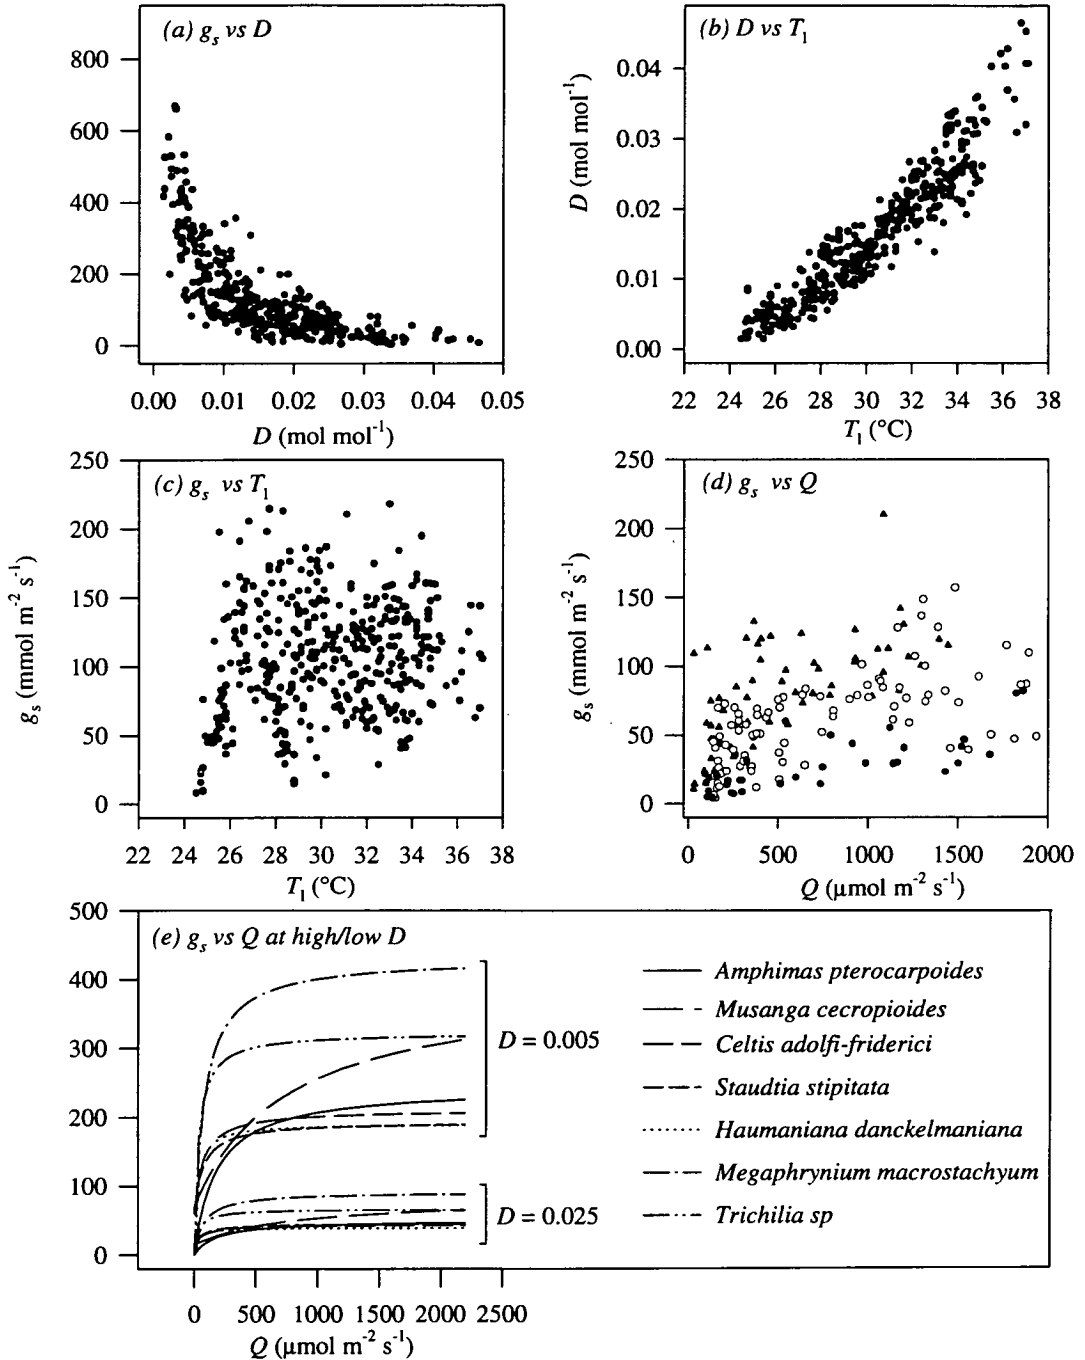 (a) gs vs D
800
600
400
200
0
0.00 0.01 0.02 0.03 0.04 0.05
D (mol mol-1)
(b) D vs Tl
D (mol mol-1)
0.04
0.03
0.02
0.01
0.00
22 24 26 28 30 32 34 36 38
Tl (°C)
(c) gs vs Tl
gs (mmol m-2 s-1)
250
200
150
100
50
0
22 24 26 28 30 32 34 36 38
Tl (°C)
(d) gs vs Q
gs (mmol m-2 s-1)
250
200
150
100
50
0
0 500 1000 1500 2000
Q (µmol m-2 s-1)
(e) gs vs Q at high/low D
500
400
300
200
100
0
D = 0.005
D = 0.025
0 500 1000 1500 2000 2500
Q (µmol m-2 s-1)
Amphimas pterocarpoides
Musanga cecropioides
Celtis adolfi-friderici
Staudtia stipitata
Haumaniana danckelmaniana
Megaphrynium macrostachyum
Trichilia sp